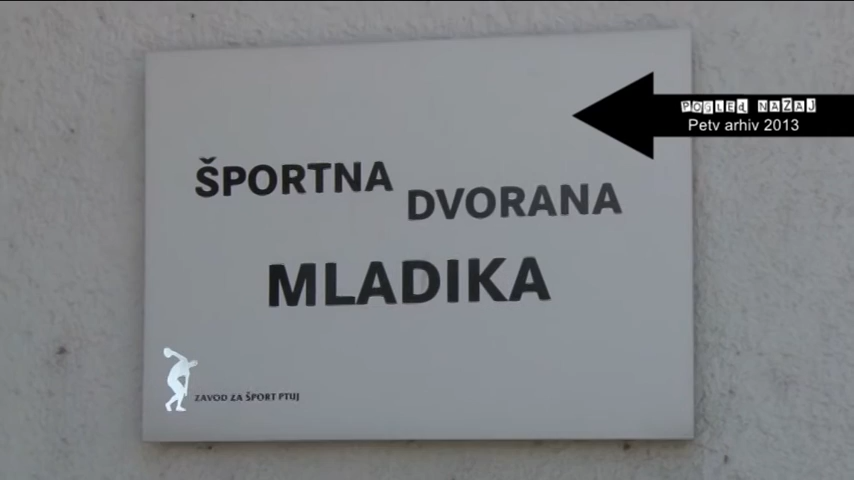 POGLED NAZAJ
Petv arhiv 2013
ŠPORTNA
DVORANA
MLADIKA
ZAVOD ZA ŠPORT PTUJ